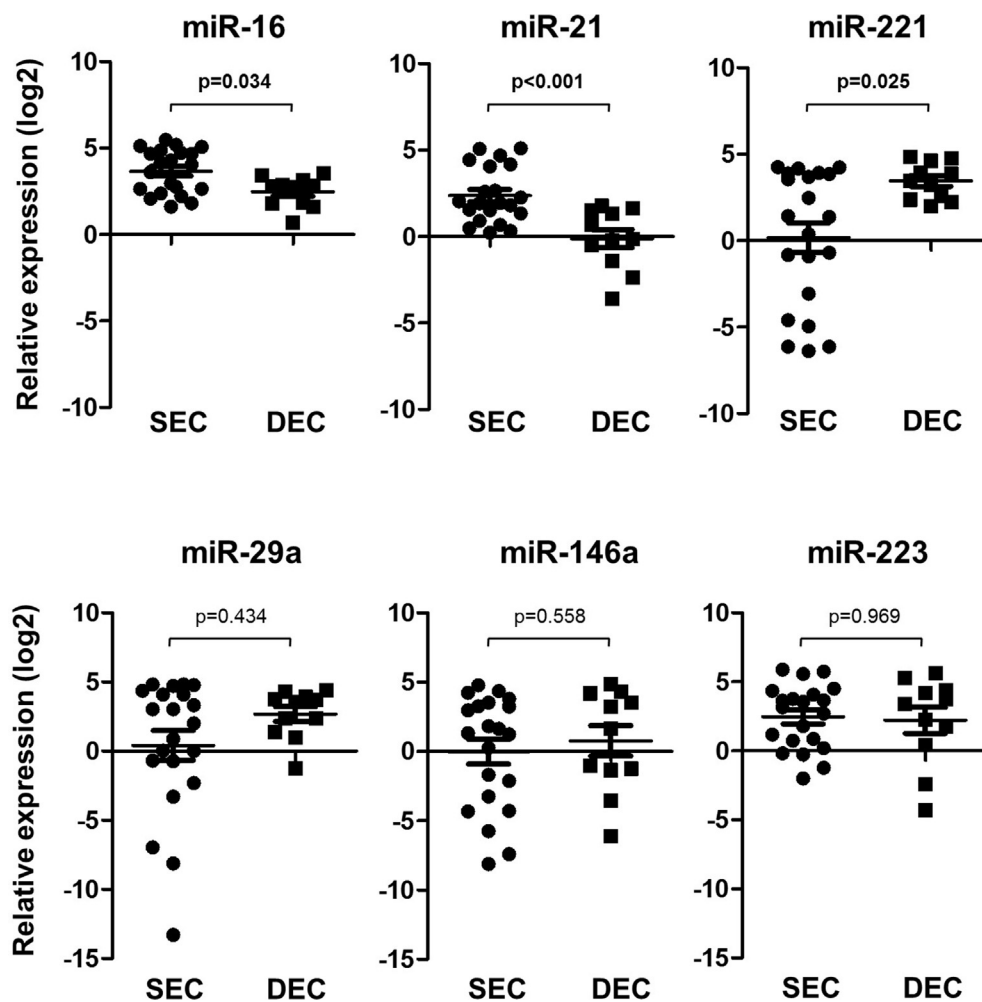 miR-16
miR-21
miR-221
Relative expression (log2)
10
5
0
-5
-10
p=0.034
SEC
DEC
10
5
0
-5
-10
p<0.001
SEC
DEC
10
5
0
-5
-10
p=0.025
SEC
DEC
miR-29a
miR-146a
miR-223
Relative expression (log2)
10
5
0
-5
-10
-15
p=0.434
SEC
DEC
10
5
0
-5
-10
-15
p=0.558
SEC
DEC
10
5
0
-5
-10
-15
p=0.969
SEC
DEC